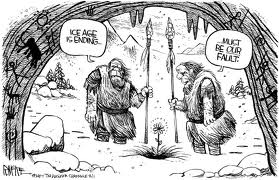 ICE AGE
IS ENDING...
...MUST
BE OUR
FAULT.